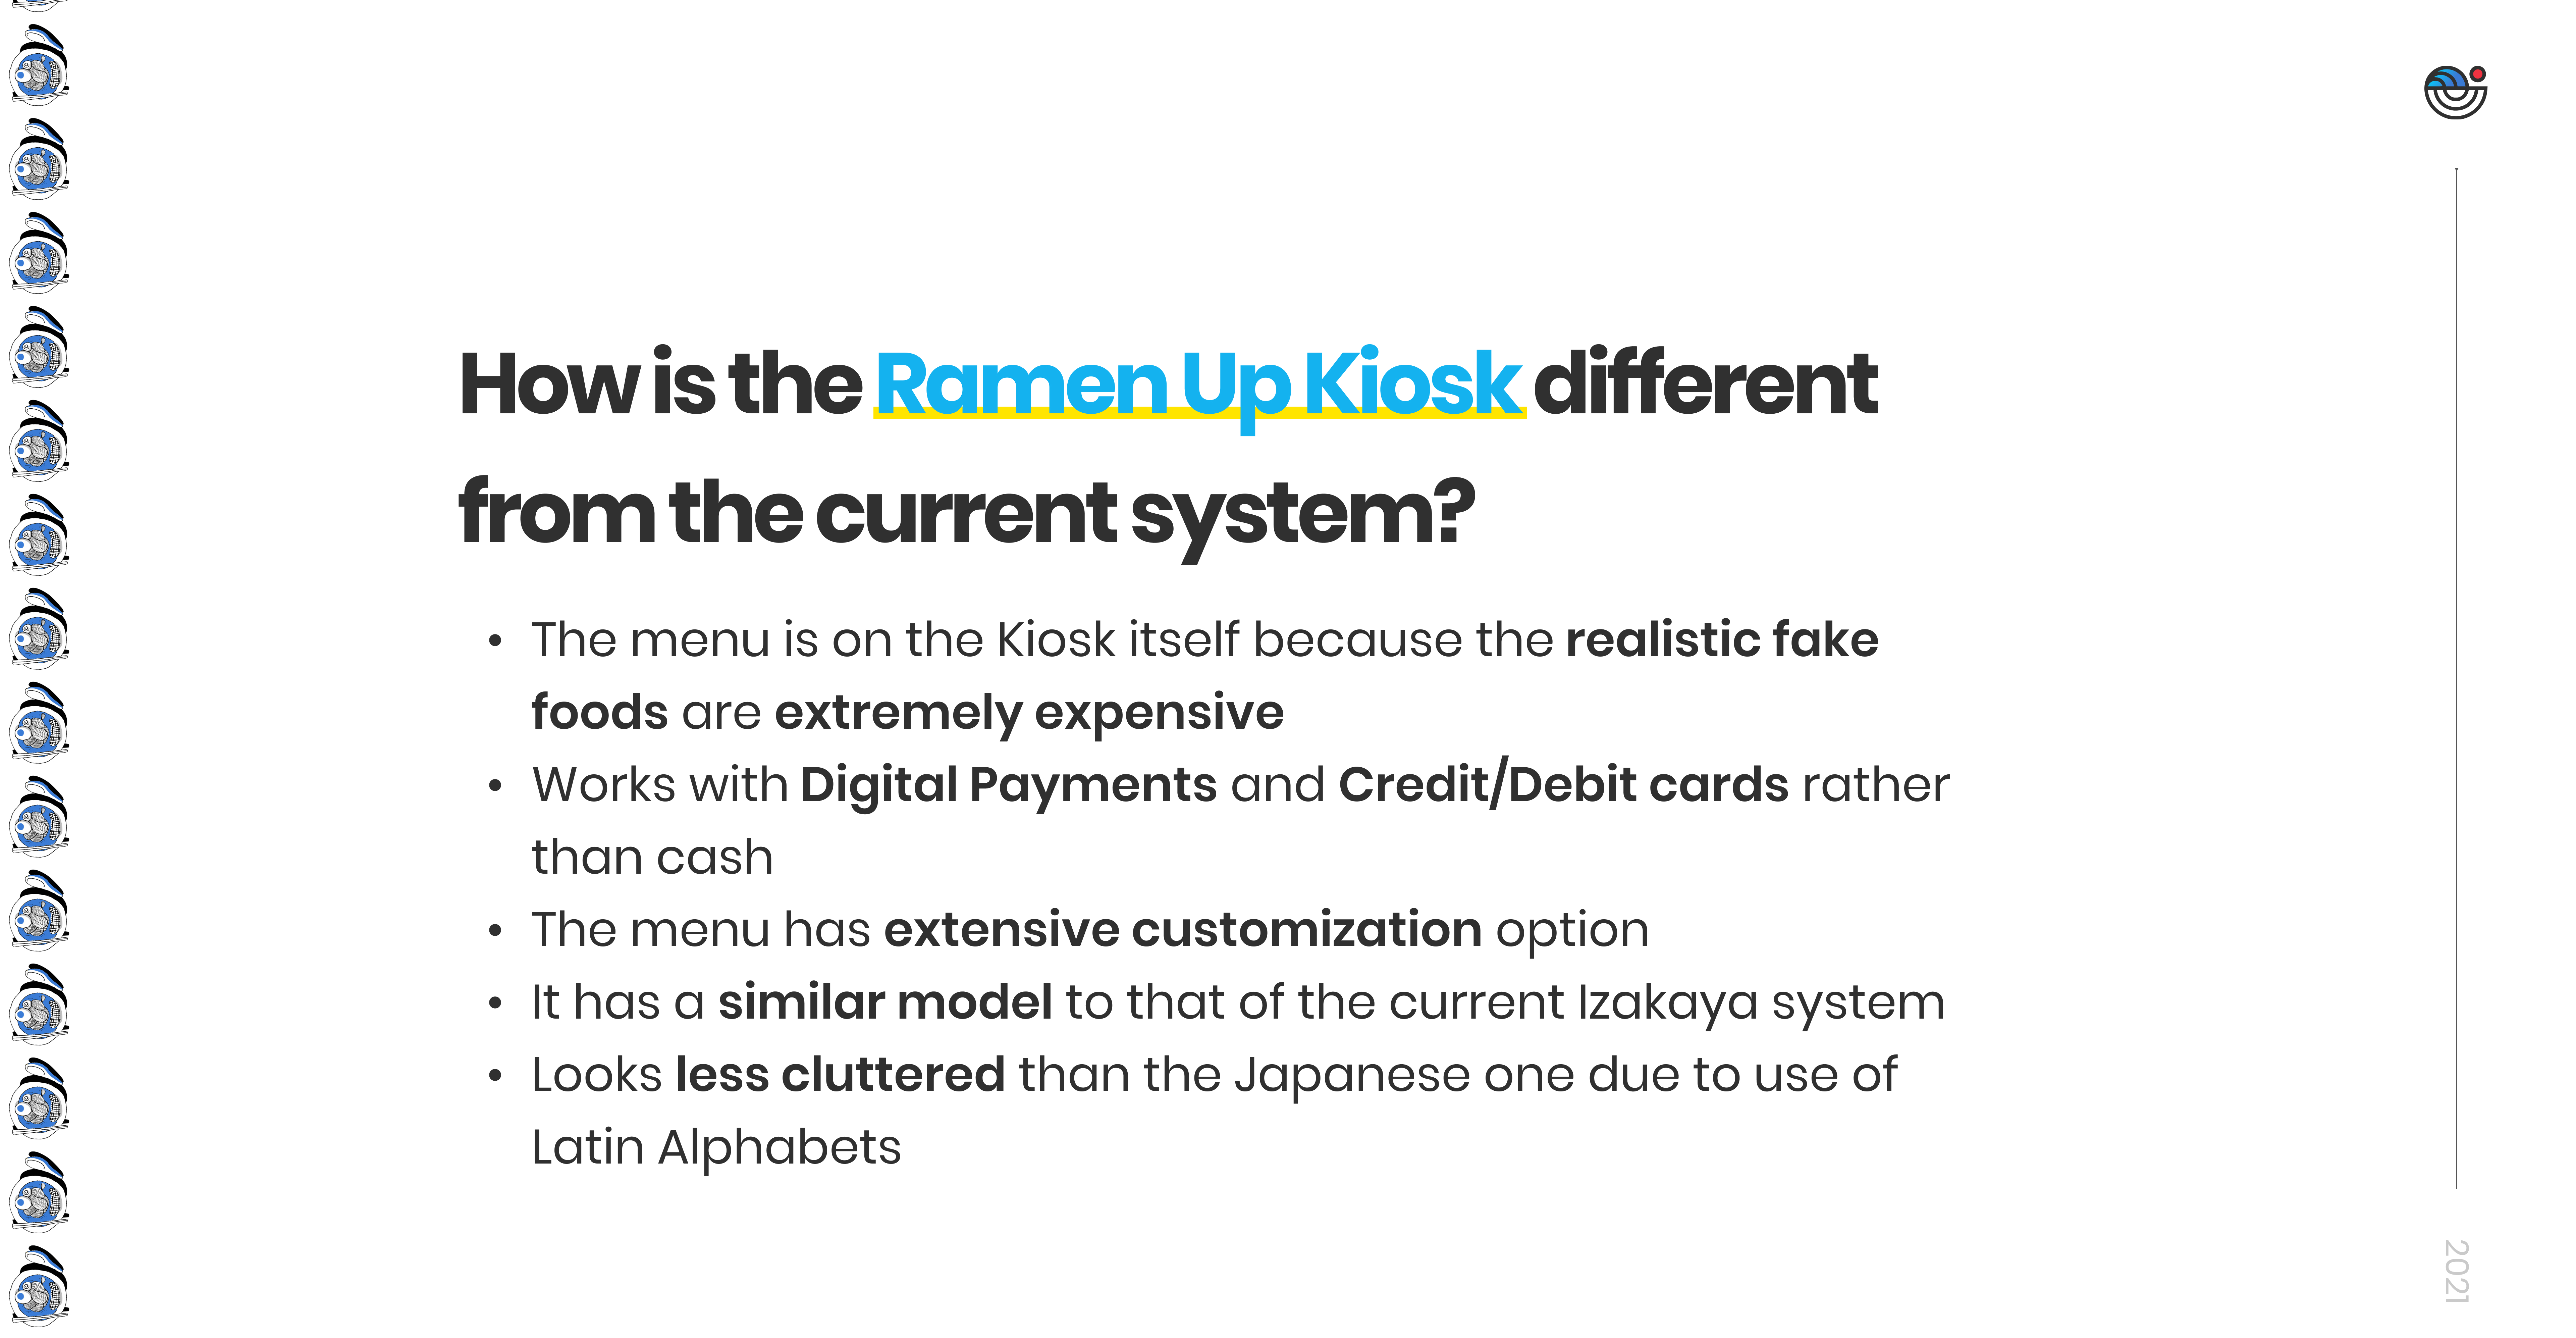 How is the Ramen Up Kiosk different
from the current system?
• The menu is on the Kiosk itself because the realistic fake
foods are extremely expensive
• Works with Digital Payments and Credit/Debit cards rather
than cash
• The menu has extensive customization option
• It has a similar model to that of the current Izakaya system
• Looks less cluttered than the Japanese one due to use of
Latin Alphabets
2021